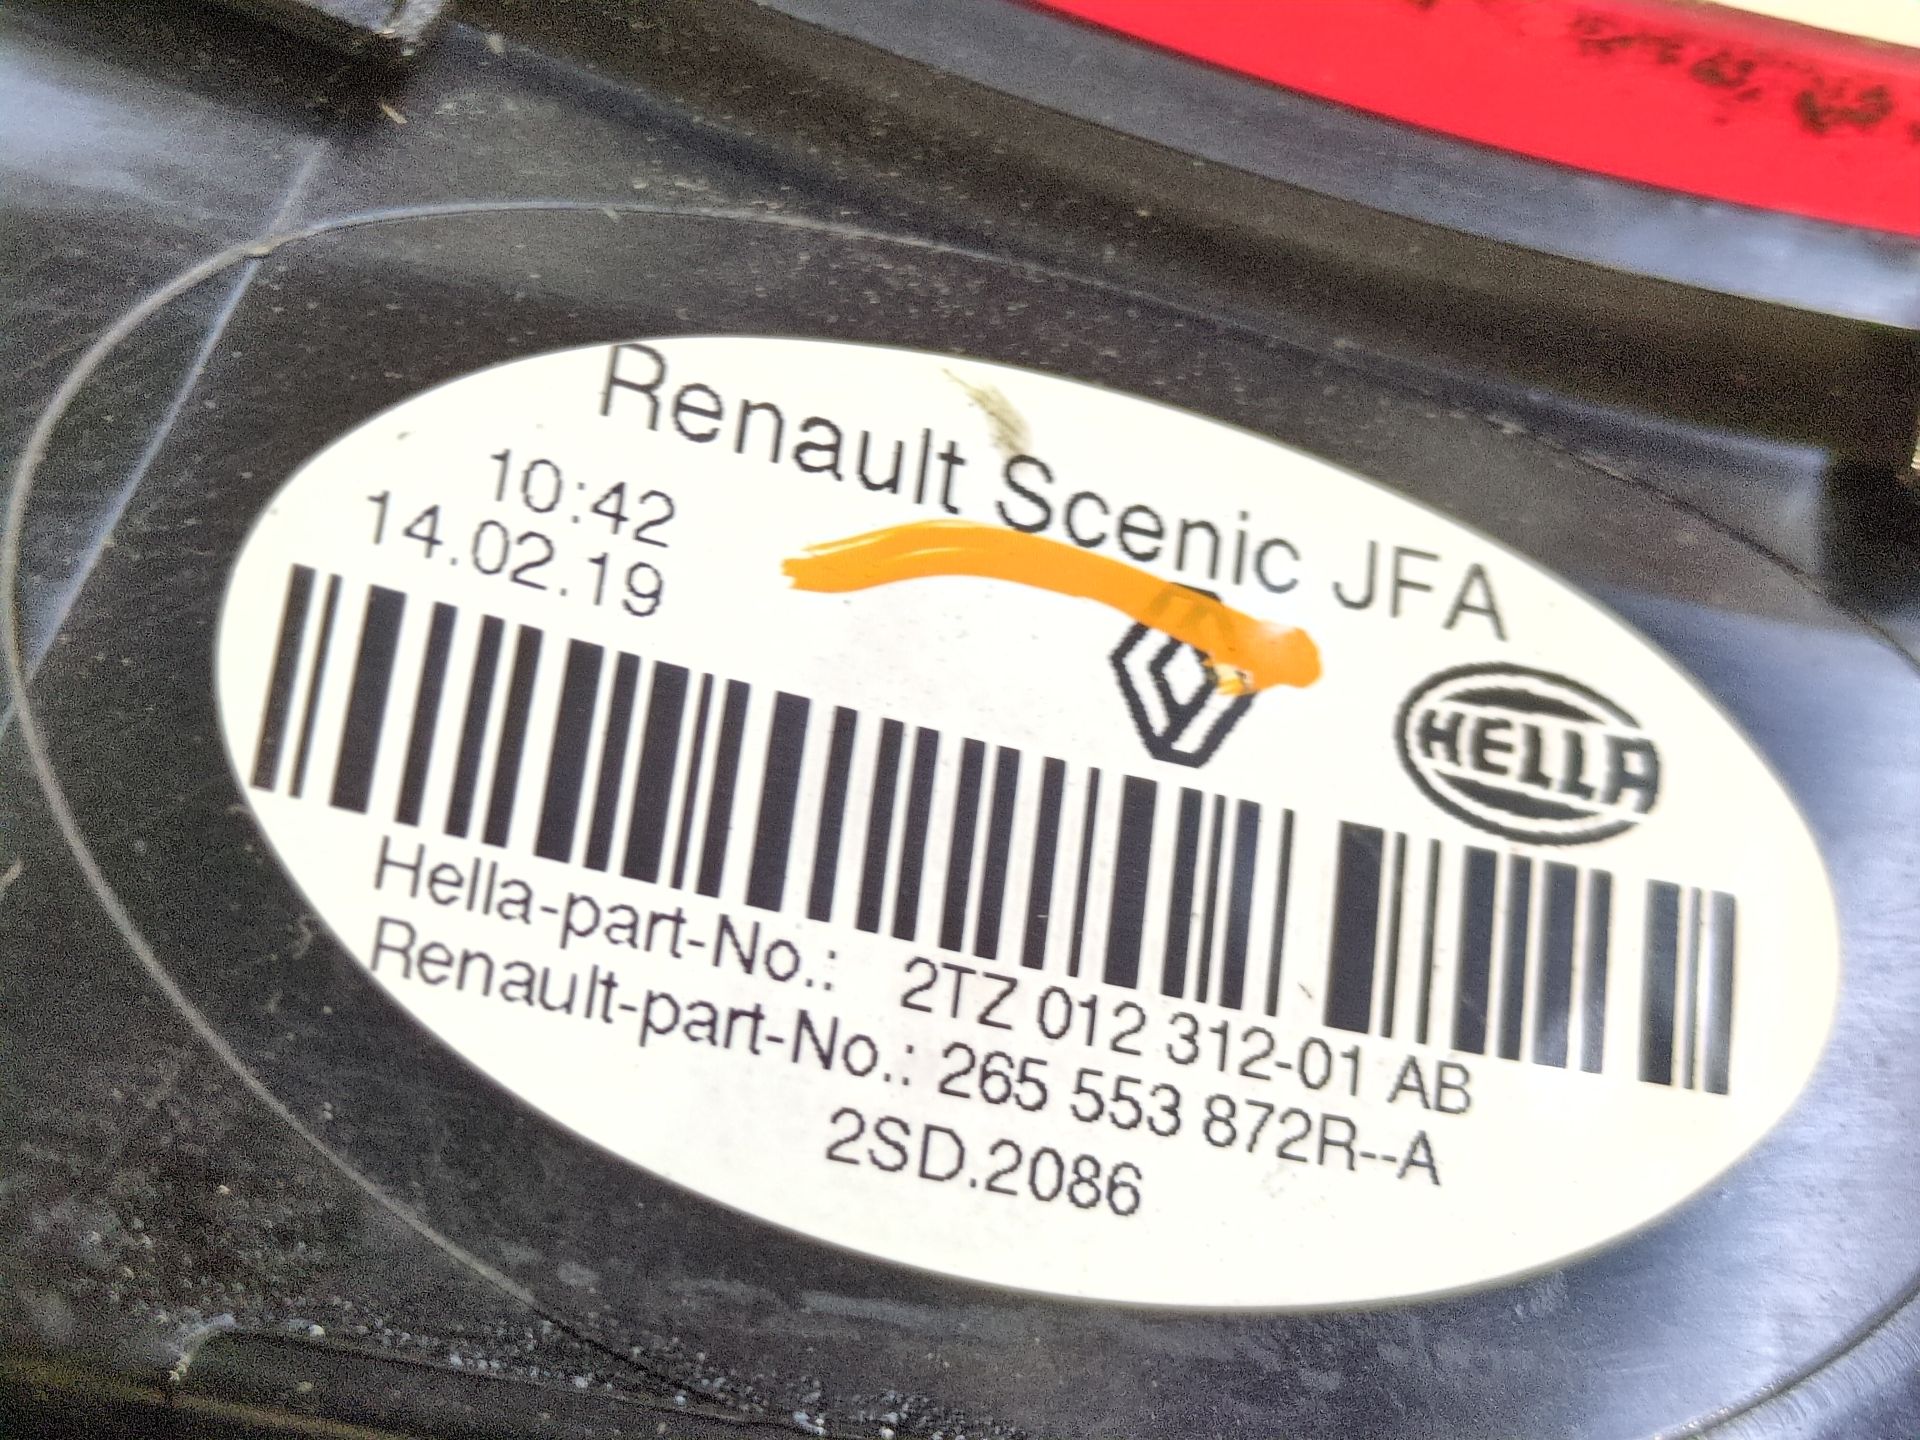 Renault Scenic JFA
10:42
14.02.19
HELLA
Hella-part-No.: 2TZ 012 312-01 AB
Renault-part-No.: 265 553 872R--A
2SD.2086